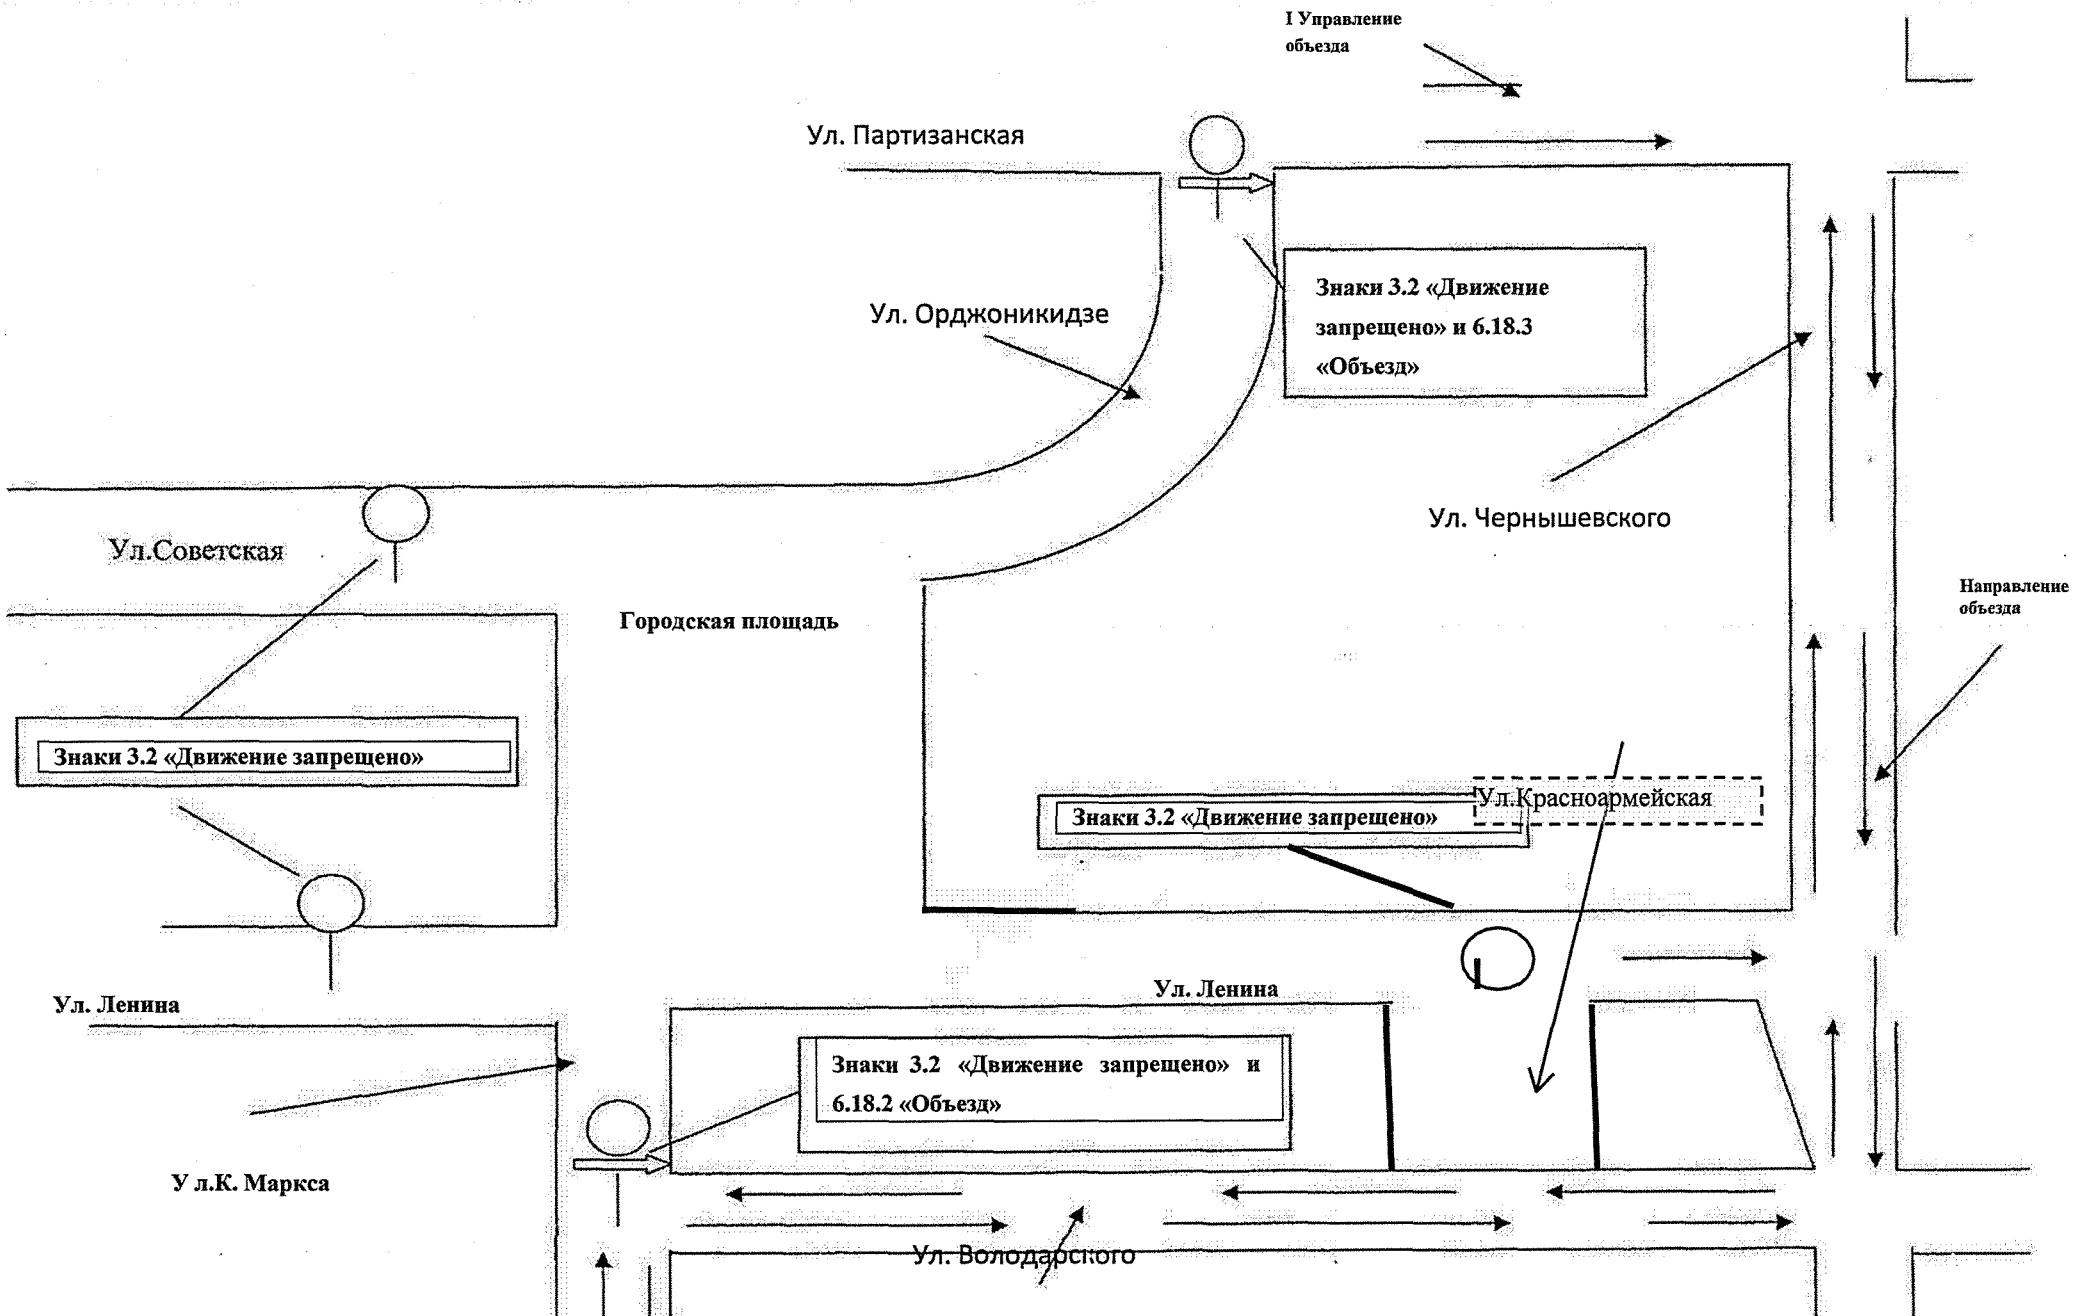 I Управление
объезда
Ул. Партизанская
Знаки 3.2 «Движение
запрещено» и 6.18.3
«Объезд»
Ул. Орджоникидзе
Ул. Чернышевского
Ул.Советская
Направление
объезда
Городская площадь
Знаки 3.2 «Движение запрещено»
Ул.Красноармейская
Знаки 3.2 «Движение запрещено»
Ул. Ленина
Ул. Ленина
Знаки 3.2 «Движение запрещено» и
6.18.2 «Объезд»
У л.К. Маркса
Ул. Володарского